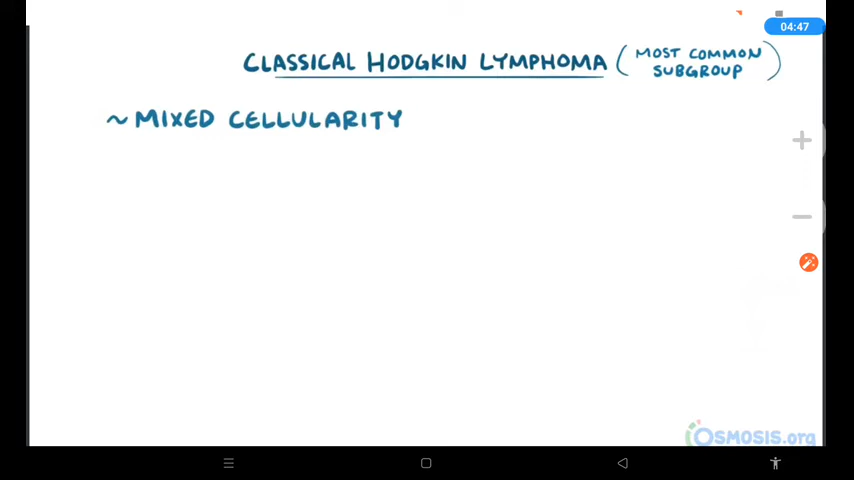 04:47
CLASSICAL HODGKIN LYMPHOMA (MOST COMMON
SUBGROUP)
~ MIXED CELLULARITY
OSMOSIS.org